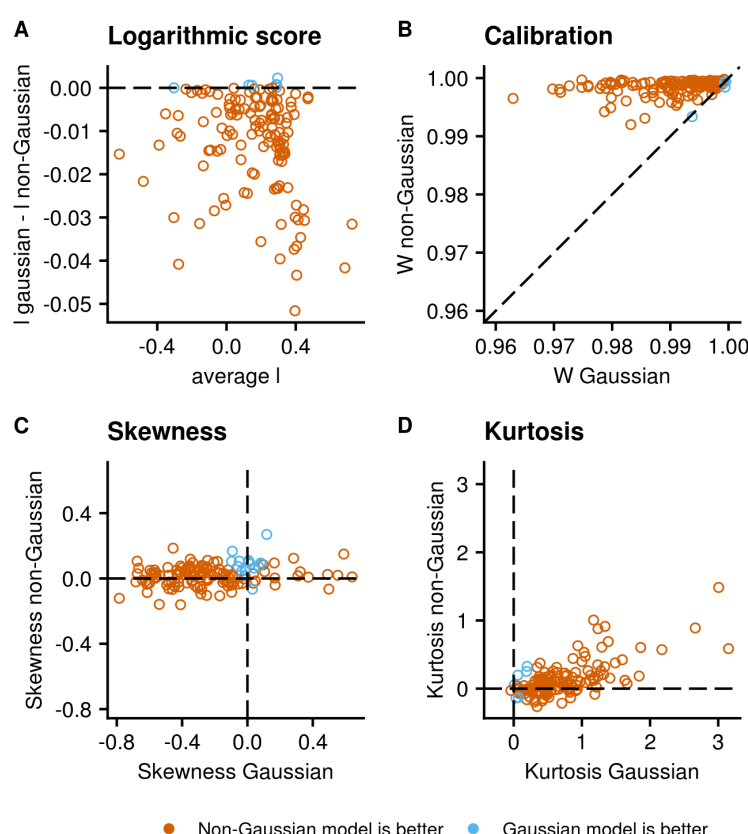 A Logarithmic score
l gaussian - l non-Gaussian
0.00
-0.01
-0.02
-0.03
-0.04
-0.05
-0.4 0.0 0.4
average l
B Calibration
W non-Gaussian
1.00
0.99
0.98
0.97
0.96
0.96 0.97 0.98 0.99 1.00
W Gaussian
C Skewness
Skewness non-Gaussian
0.4
0.0
-0.4
-0.8
-0.8 -0.4 0.0 0.4
Skewness Gaussian
D Kurtosis
Kurtosis non-Gaussian
3
2
1
0
0 1 2 3
Kurtosis Gaussian
Non-Gaussian model is better Gaussian model is better